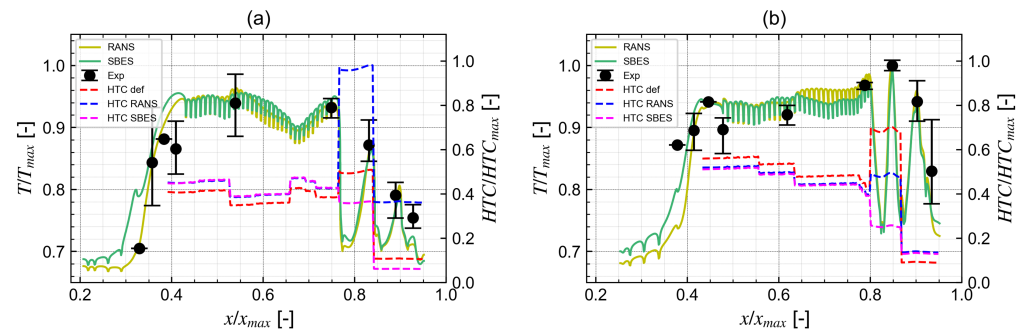 (a)
T/T_max [-]
1.0
0.9
0.8
0.7
RANS
SBES
Exp
HTC def
HTC RANS
HTC SBES
1.0
0.8
0.6
0.4
0.2
0.0
HTC/HTC_max [-]
0.2 0.4 0.6 0.8 1.0
x/x_max [-]
(b)
T/T_max [-]
1.0
0.9
0.8
0.7
RANS
SBES
Exp
HTC def
HTC RANS
HTC SBES
1.0
0.8
0.6
0.4
0.2
0.0
HTC/HTC_max [-]
0.2 0.4 0.6 0.8 1.0
x/x_max [-]